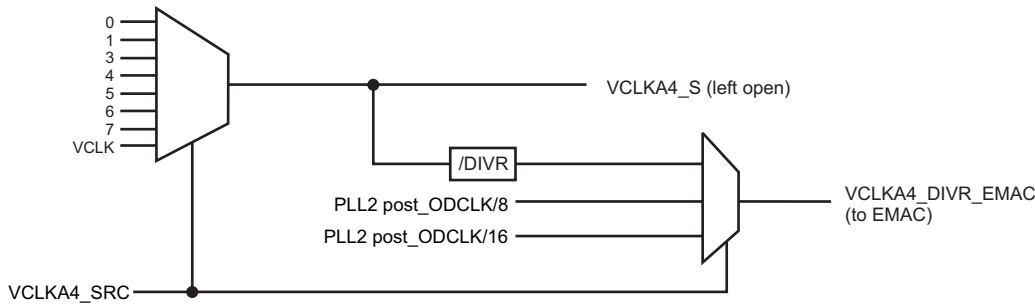 0
1
3
4
5
6
7
VCLK
VCLKA4_S (left open)
/DIVR
PLL2 post_ODCLK/8
PLL2 post_ODCLK/16
VCLKA4_DIVR_EMAC
(to EMAC)
VCLKA4_SRC